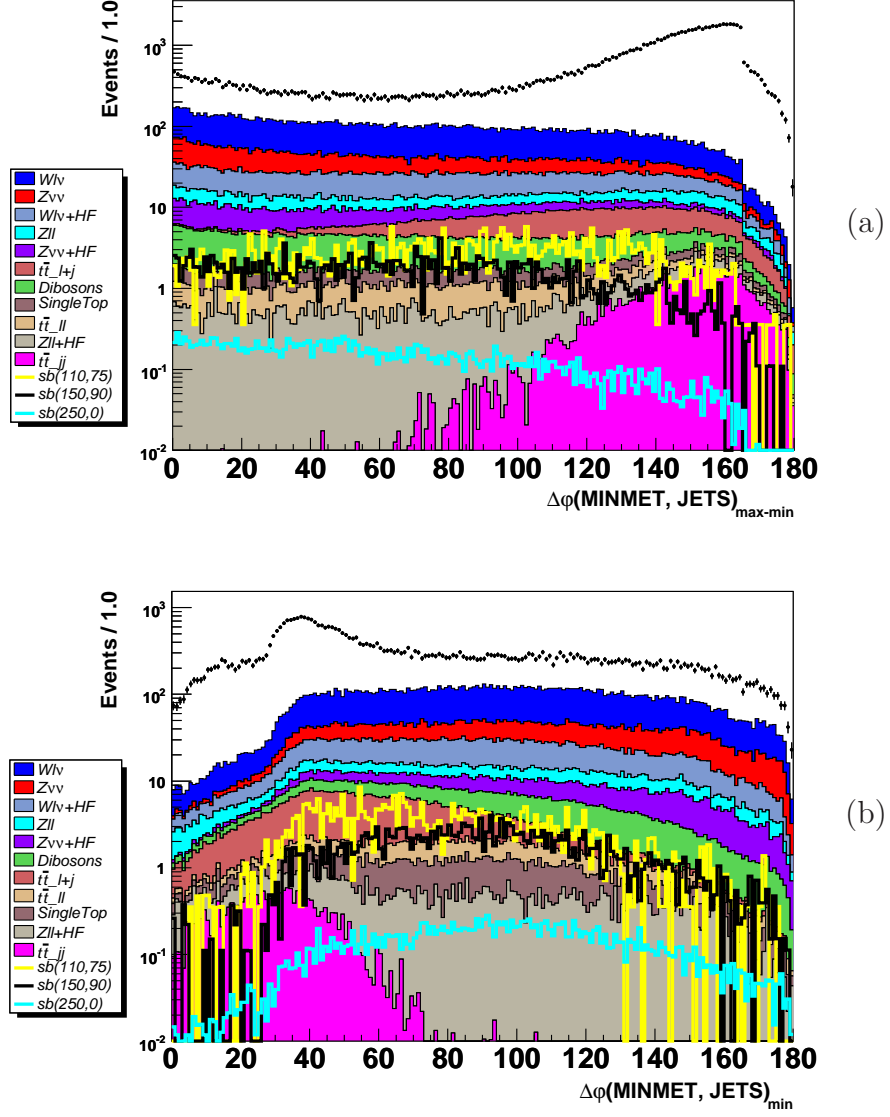 Events / 1.0
10³
10²
10
1
10⁻¹
10⁻²
Wlν
Zνν
Wlν+HF
Zll
Zνν+HF
tt̄_l+j
Dibosons
SingleTop
tt̄_ll
Zll+HF
tt̄_jj
sb(110,75)
sb(150,90)
sb(250,0)
0 20 40 60 80 100 120 140 160 180
Δφ(MINMET, JETS)max-min
(a)
Events / 1.0
10³
10²
10
1
10⁻¹
10⁻²
Wlν
Zνν
Wlν+HF
Zll
Zνν+HF
Dibosons
tt̄_l+j
tt̄_ll
SingleTop
Zll+HF
tt̄_jj
sb(110,75)
sb(150,90)
sb(250,0)
0 20 40 60 80 100 120 140 160 180
Δφ(MINMET, JETS)min
(b)